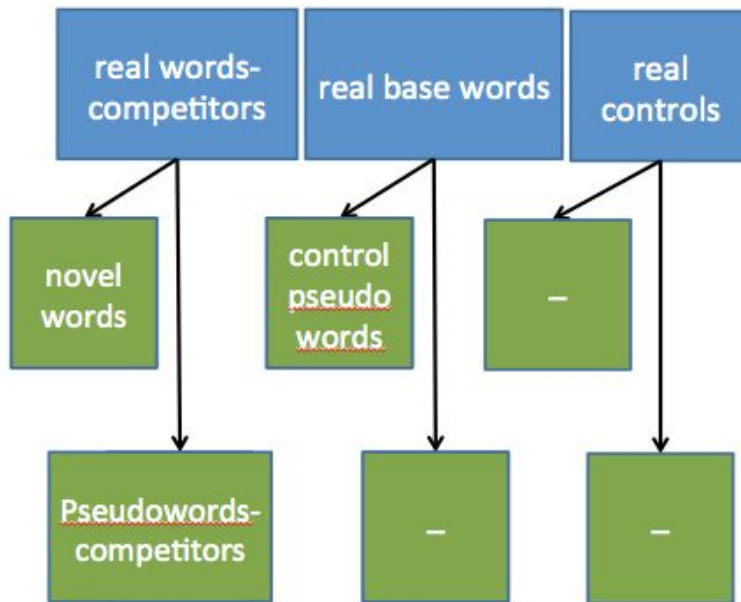 real words-
competitors
real base words
real
controls
novel
words
control
pseudo
words
–
Pseudowords-
competitors
–
–